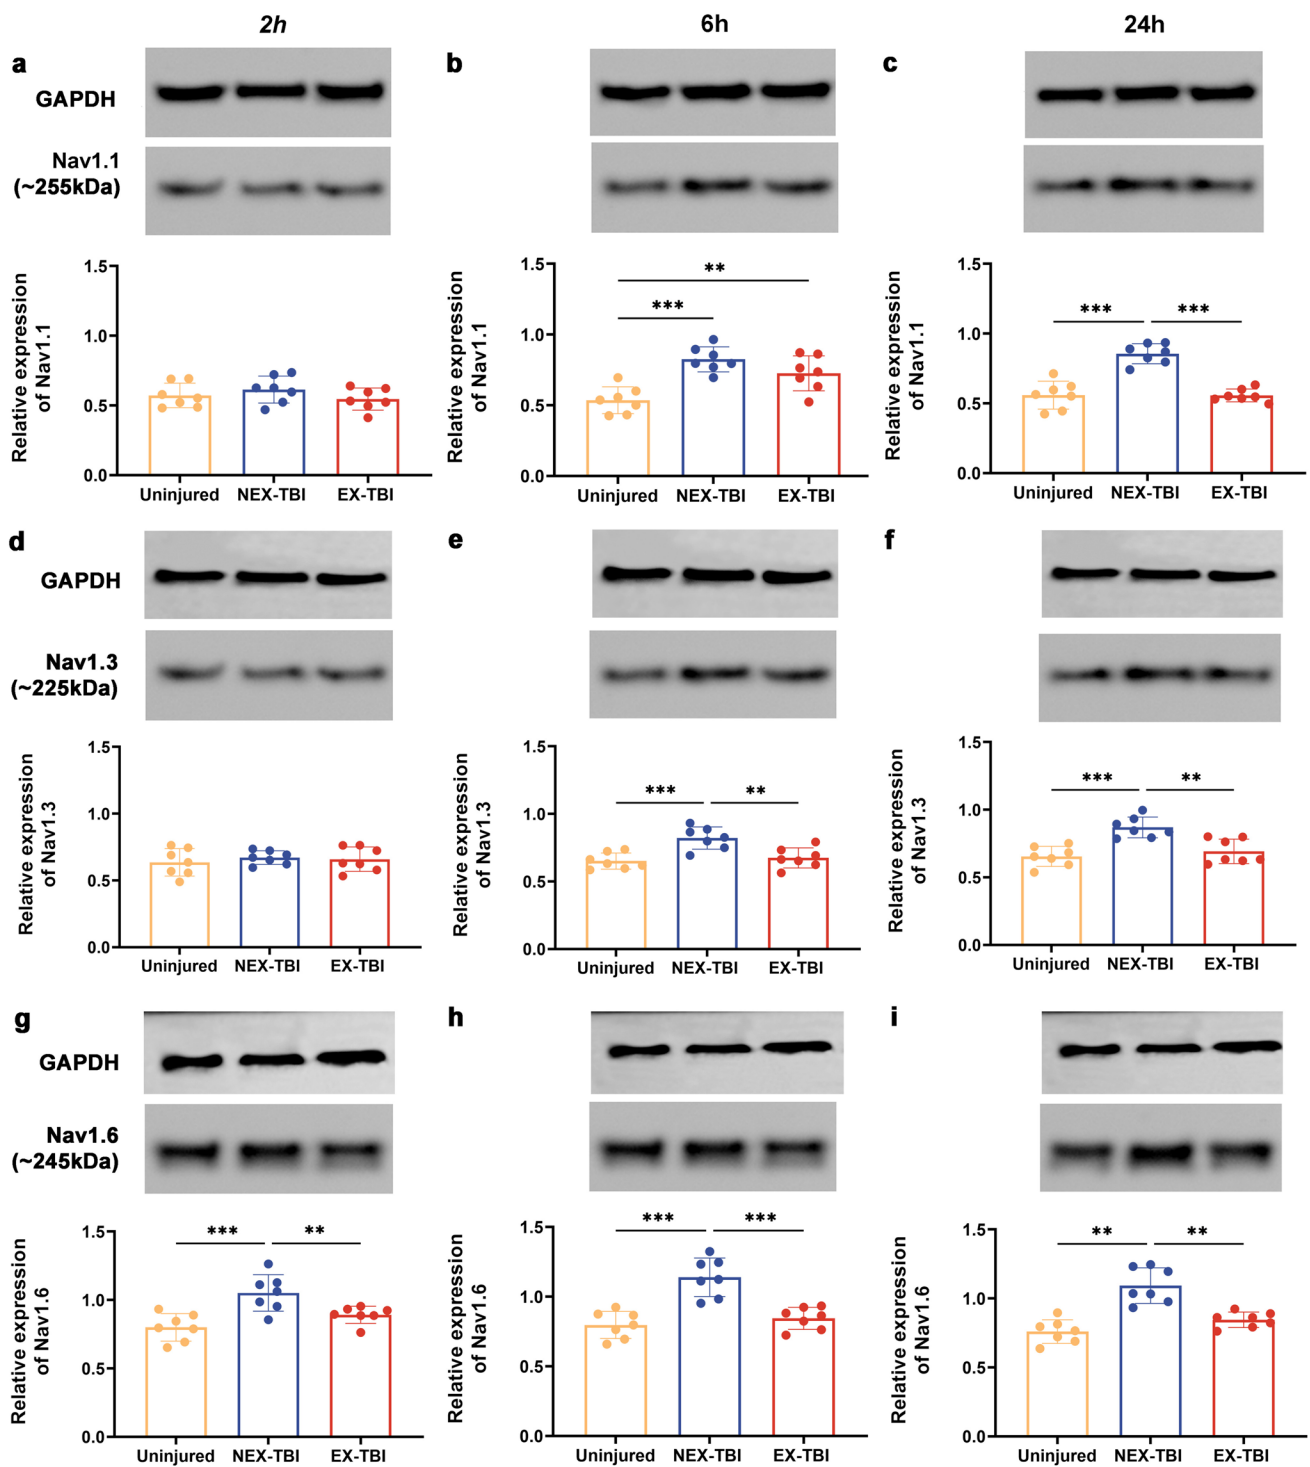 2h 6h 24h
a b c
GAPDH
Nav1.1
(~255kDa)
Relative expression
of Nav1.1
1.5
1.0
0.5
0.0
Uninjured NEX-TBI EX-TBI
Relative expression
of Nav1.1
1.5
1.0
0.5
0.0
**
***
Uninjured NEX-TBI EX-TBI
Relative expression
of Nav1.1
1.5
1.0
0.5
0.0
*** ***
Uninjured NEX-TBI EX-TBI
d e f
GAPDH
Nav1.3
(~225kDa)
Relative expression
of Nav1.3
1.5
1.0
0.5
0.0
Uninjured NEX-TBI EX-TBI
Relative expression
of Nav1.3
1.5
1.0
0.5
0.0
*** **
Uninjured NEX-TBI EX-TBI
Relative expression
of Nav1.3
1.5
1.0
0.5
0.0
*** **
Uninjured NEX-TBI EX-TBI
g h i
GAPDH
Nav1.6
(~245kDa)
Relative expression
of Nav1.6
1.5
1.0
0.5
0.0
*** **
Uninjured NEX-TBI EX-TBI
Relative expression
of Nav1.6
1.5
1.0
0.5
0.0
*** ***
Uninjured NEX-TBI EX-TBI
Relative expression
of Nav1.6
1.5
1.0
0.5
0.0
** **
Uninjured NEX-TBI EX-TBI